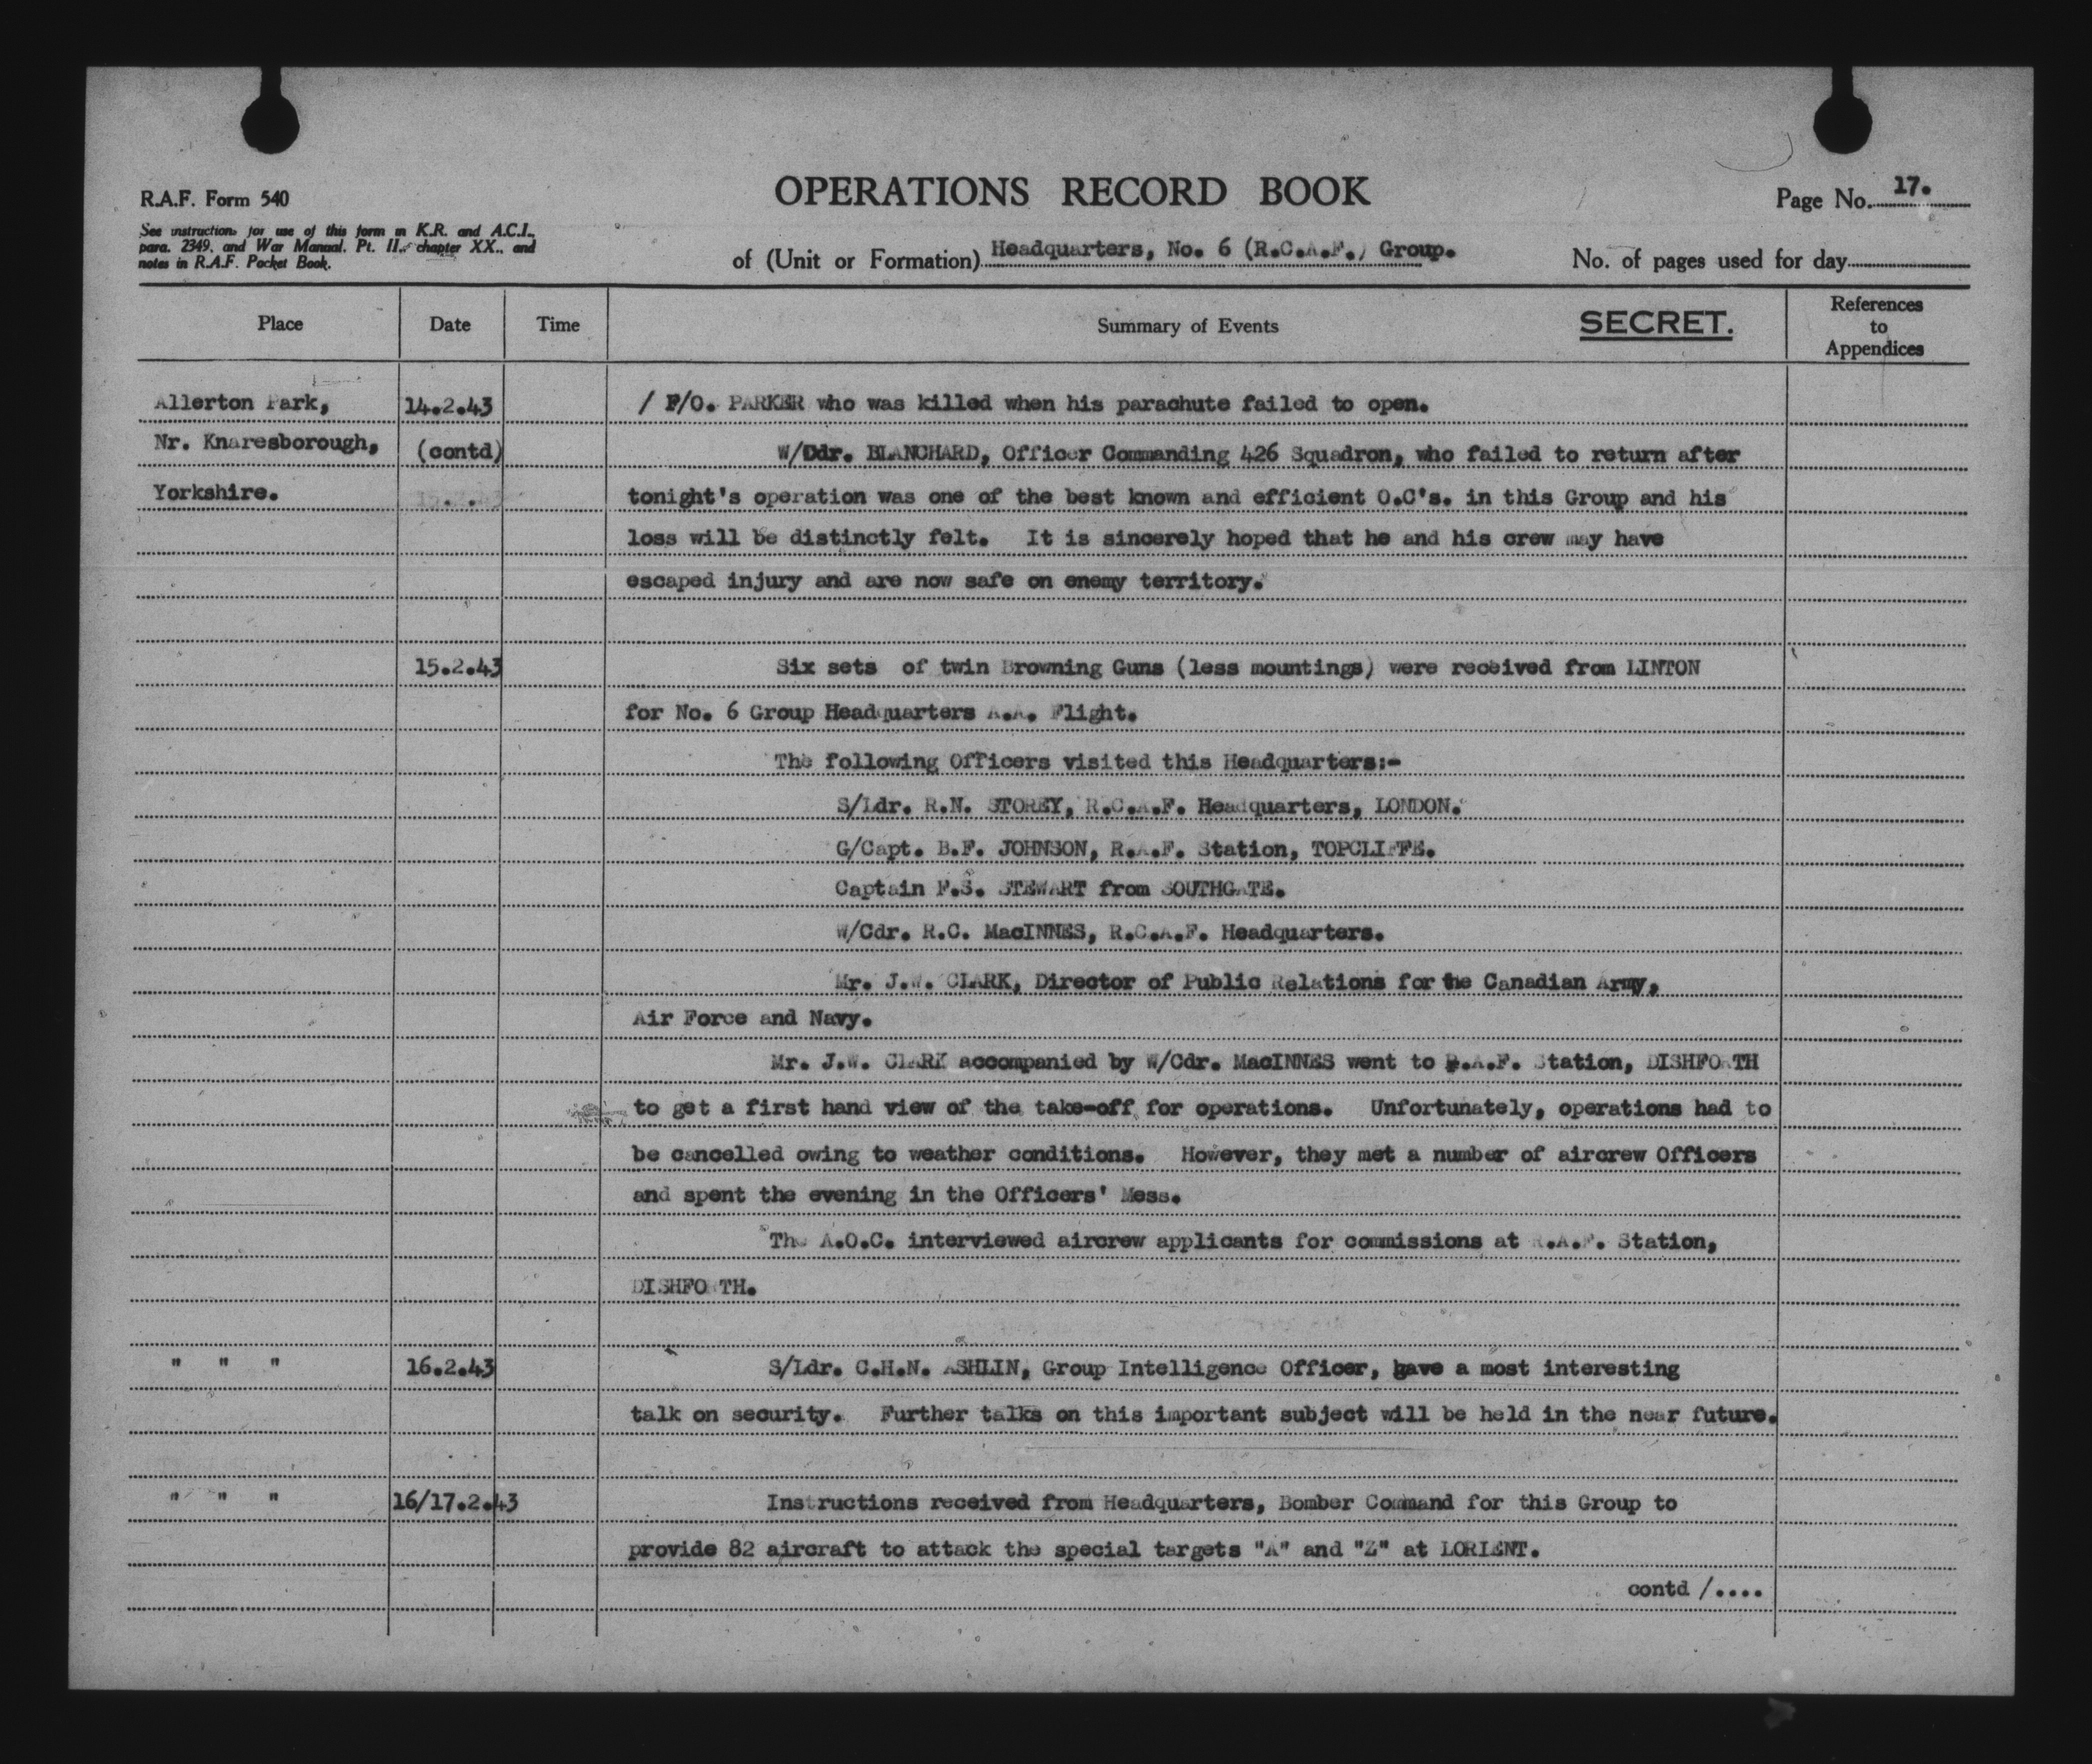 R.A.F. Form 540
See instructions for use of this form in K.R. and A.C.I.,
para. 2349, and War Manual, Pt. II., chapter XX., and
notes in R.A.F. Pocket Book.
OPERATIONS RECORD BOOK
Page No. 17.
of (Unit or Formation) Headquarters, No. 6 (R.C.A.F.) Group.
No. of pages used for day
Place Date Time Summary of Events SECRET. References to Appendices
Allerton Park, 14.2.43 / F/O. PARKER who was killed when his parachute failed to open.
Nr. Knaresborough, (contd) W/Cdr. BLANCHARD, Officer Commanding 426 Squadron, who failed to return after
Yorkshire. 15.2.43 tonight's operation was one of the best known and efficient O.C's. in this Group and his
loss will be distinctly felt. It is sincerely hoped that he and his crew may have
escaped injury and are now safe on enemy territory.
15.2.43 Six sets of twin Browning Guns (less mountings) were received from LINTON
for No. 6 Group Headquarters A.A. Flight.
The following Officers visited this Headquarters:-
S/Ldr. R.N. STOREY, R.C.A.F. Headquarters, LONDON.
G/Capt. B.F. JOHNSON, R.A.F. Station, TOPCLIFFE.
Captain F.S. STEWART from SOUTHGATE.
W/Cdr. R.C. MacINNES, R.C.A.F. Headquarters.
Mr. J.W. CLARK, Director of Public Relations for the Canadian Army,
Air Force and Navy.
Mr. J.W. CLARK accompanied by W/Cdr. MacINNES went to R.A.F. Station, DISHFORTH
to get a first hand view of the take-off for operations. Unfortunately, operations had to
be cancelled owing to weather conditions. However, they met a number of aircrew Officers
and spent the evening in the Officers' Mess.
The A.O.C. interviewed aircrew applicants for commissions at R.A.F. Station,
DISHFORTH.
" " " 16.2.43 S/Ldr. C.H.N. ASHLIN, Group Intelligence Officer, gave a most interesting
talk on security. Further talks on this important subject will be held in the near future.
" " " 16/17.2.43 Instructions received from Headquarters, Bomber Command for this Group to
provide 82 aircraft to attack the special targets "A" and "Z" at LORIENT.
contd /....